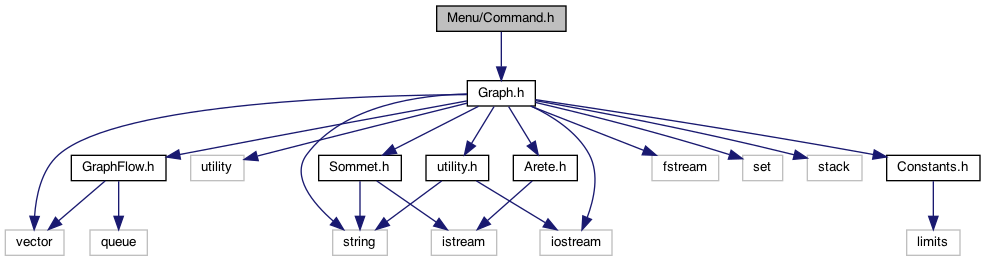 Menu/Command.h
Graph.h
GraphFlow.h
utility
Sommet.h
utility.h
Arete.h
fstream
set
stack
Constants.h
vector
queue
string
istream
iostream
limits